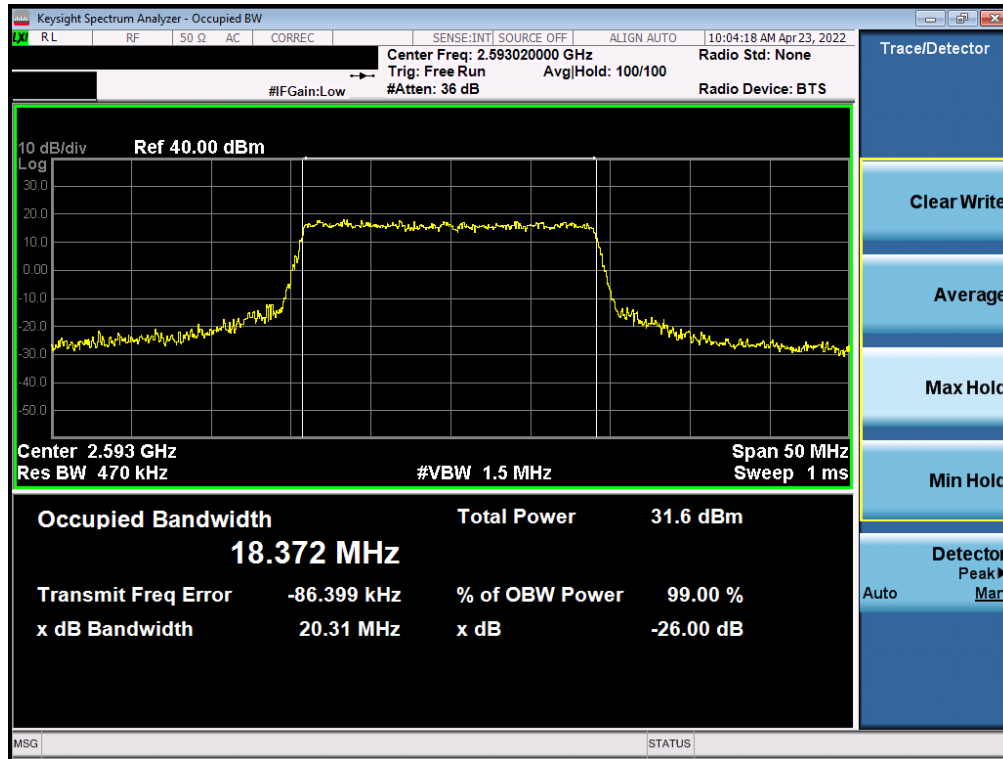 Keysight Spectrum Analyzer - Occupied BW
LXI RL RF 50 Ω AC CORREC SENSE:INT SOURCE OFF ALIGN AUTO 10:04:18 AM Apr 23, 2022
Center Freq: 2.593020000 GHz Radio Std: None
Trig: Free Run Avg|Hold: 100/100
#IFGain:Low #Atten: 36 dB Radio Device: BTS
10 dB/div Ref 40.00 dBm
Log
30.0
20.0
10.0
0.00
-10.0
-20.0
-30.0
-40.0
-50.0
Center 2.593 GHz Span 50 MHz
Res BW 470 kHz #VBW 1.5 MHz Sweep 1 ms
Occupied Bandwidth Total Power 31.6 dBm
18.372 MHz
Transmit Freq Error -86.399 kHz % of OBW Power 99.00 %
x dB Bandwidth 20.31 MHz x dB -26.00 dB
MSG STATUS
Trace/Detector
Clear Write
Average
Max Hold
Min Hold
Detector
Peak
Auto Man